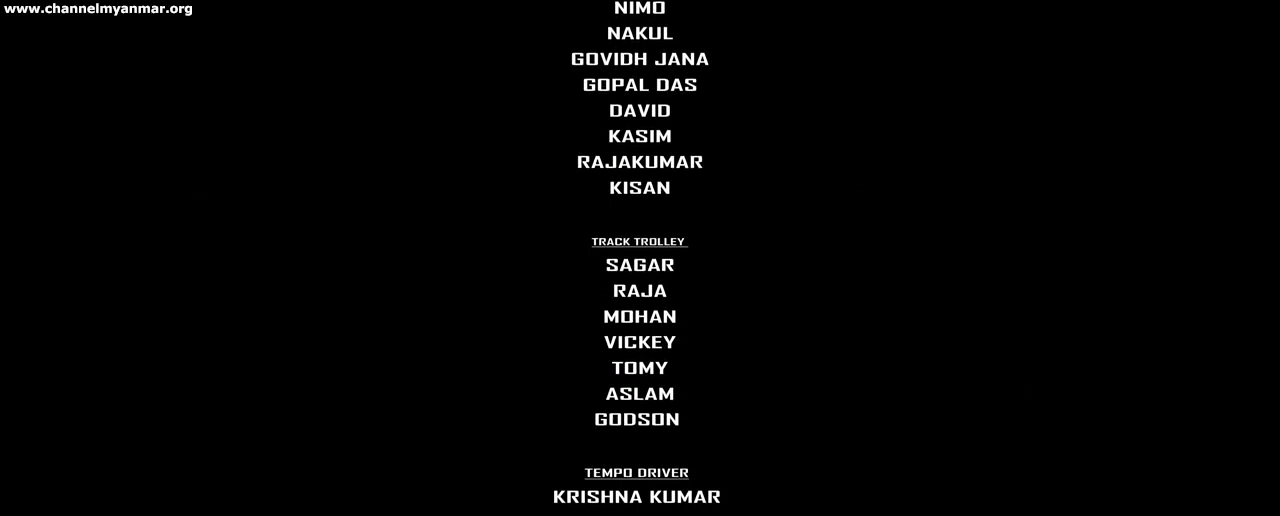 www.channelmyanmar.org
NIMO
NAKUL
GOVIDH JANA
GOPAL DAS
DAVID
KASIM
RAJAKUMAR
KISAN
TRACK TROLLEY
SAGAR
RAJA
MOHAN
VICKEY
TOMY
ASLAM
GODSON
TEMPO DRIVER
KRISHNA KUMAR